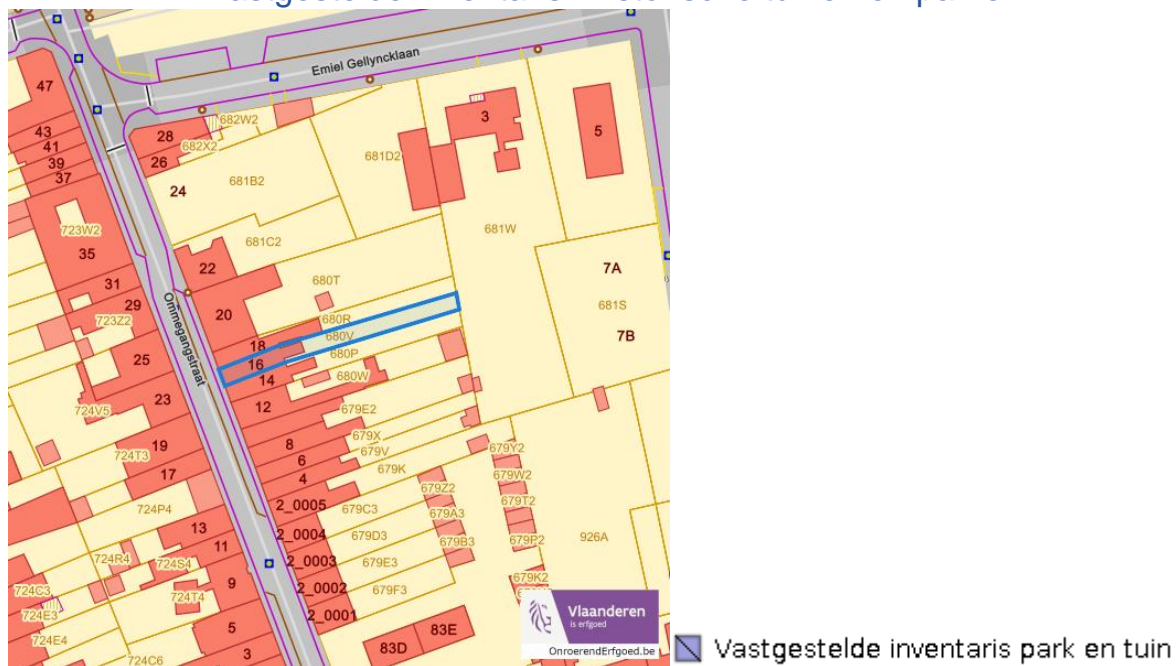 Emiel Gellyncklaan
47
43
41
39
37
723W2
35
31
29
723Z2
25
724V5
23
724T3
19
17
724P4
13
11
724R4
724S4
9
724C3
724T4
724E3
724E4
5
724C6
3
Ommegangstraat
682W2
28
682X2
26
24
681B2
681D2
3
5
681C2
681W
22
680T
7A
681S
7B
20
680R
18
680V
16
680P
14
680W
12
679E2
679X
8
679V
6
679K
4
2_0005
679C3
679Z2
679Y2
679W2
679T2
679A3
2_0004
679D3
679B3
679P2
926A
2_0003
679E3
2_0002
679F3
679K2
2_0001
83D
83E
Vlaanderen
is erfgoed
OnroerendErfgoed.be
Vastgestelde inventaris park en tuin